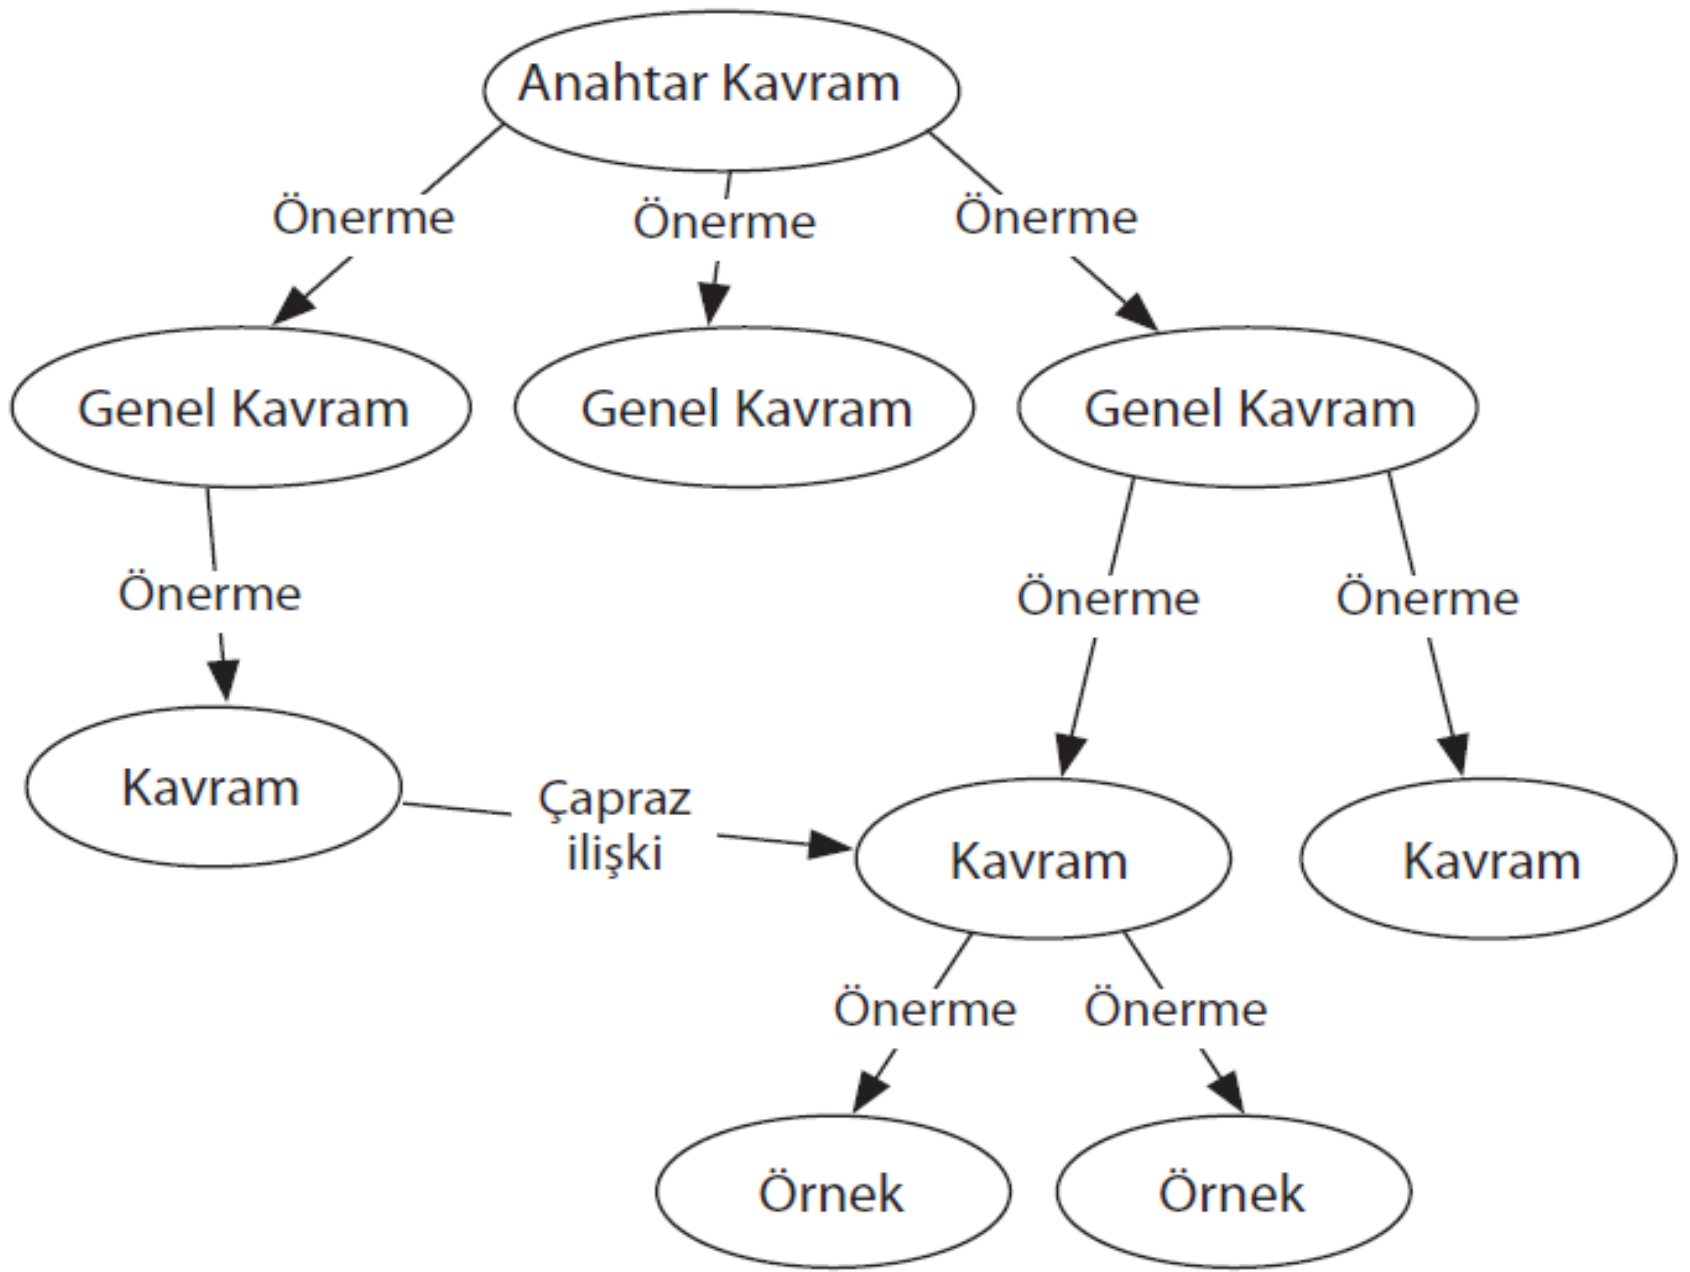 Anahtar Kavram
Önerme
Önerme
Önerme
Genel Kavram
Genel Kavram
Genel Kavram
Önerme
Önerme
Önerme
Kavram
Çapraz
ilişki
Kavram
Kavram
Önerme
Önerme
Örnek
Örnek